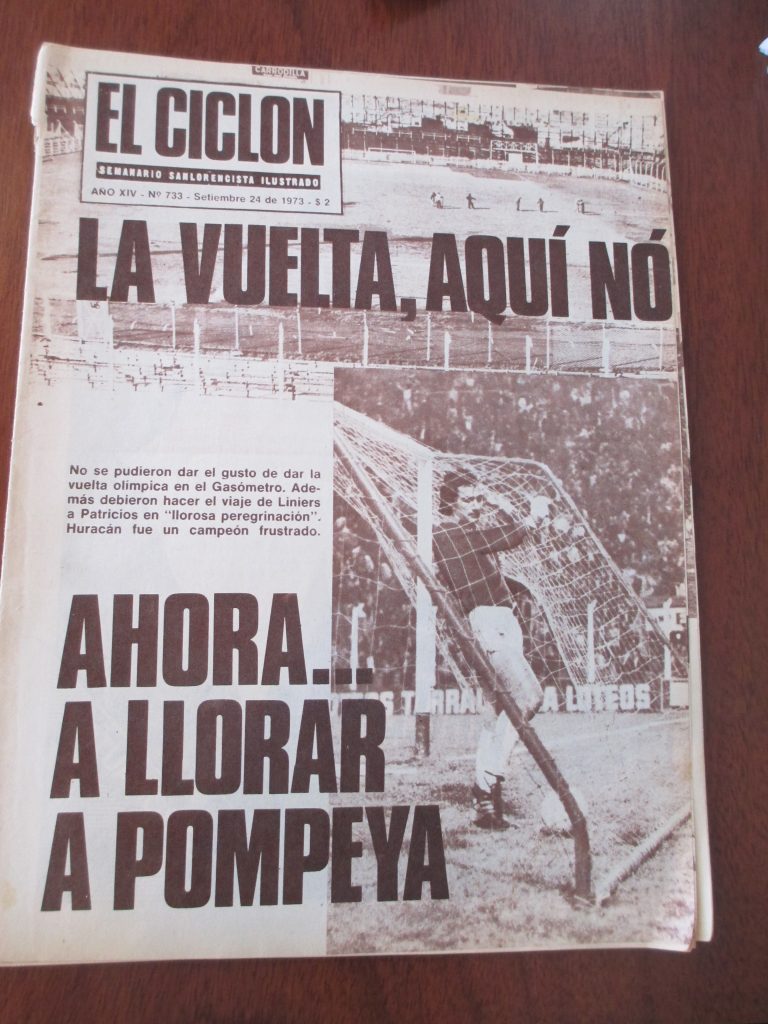 CARRODILLA
EL CICLON
SEMANARIO SANLORENCISTA ILUSTRADO
AÑO XIV - Nº 733 - Setiembre 24 de 1973 - $ 2
LA VUELTA, AQUÍ NÓ
No se pudieron dar el gusto de dar la
vuelta olímpica en el Gasómetro. Ade-
más debieron hacer el viaje de Liniers
a Patricios en “llorosa peregrinación”.
Huracán fue un campeón frustrado.
AHORA...
A LLORAR
A POMPEYA
A LOTEOS